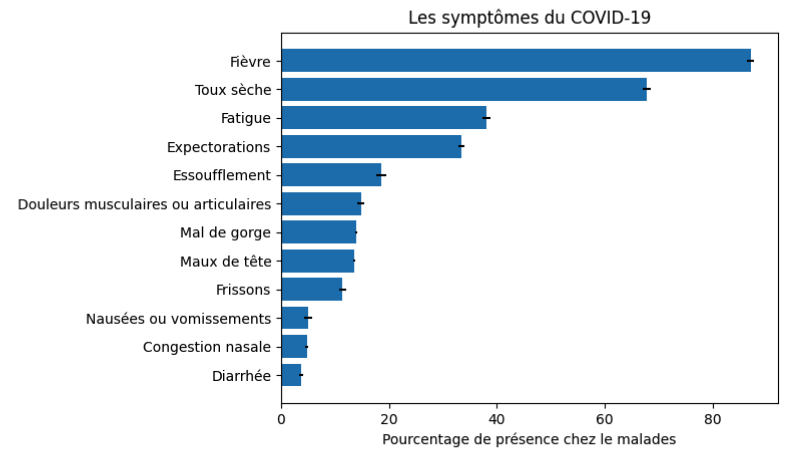 Les symptômes du COVID-19
Fièvre
Toux sèche
Fatigue
Expectorations
Essoufflement
Douleurs musculaires ou articulaires
Mal de gorge
Maux de tête
Frissons
Nausées ou vomissements
Congestion nasale
Diarrhée
0 20 40 60 80
Pourcentage de présence chez le malades